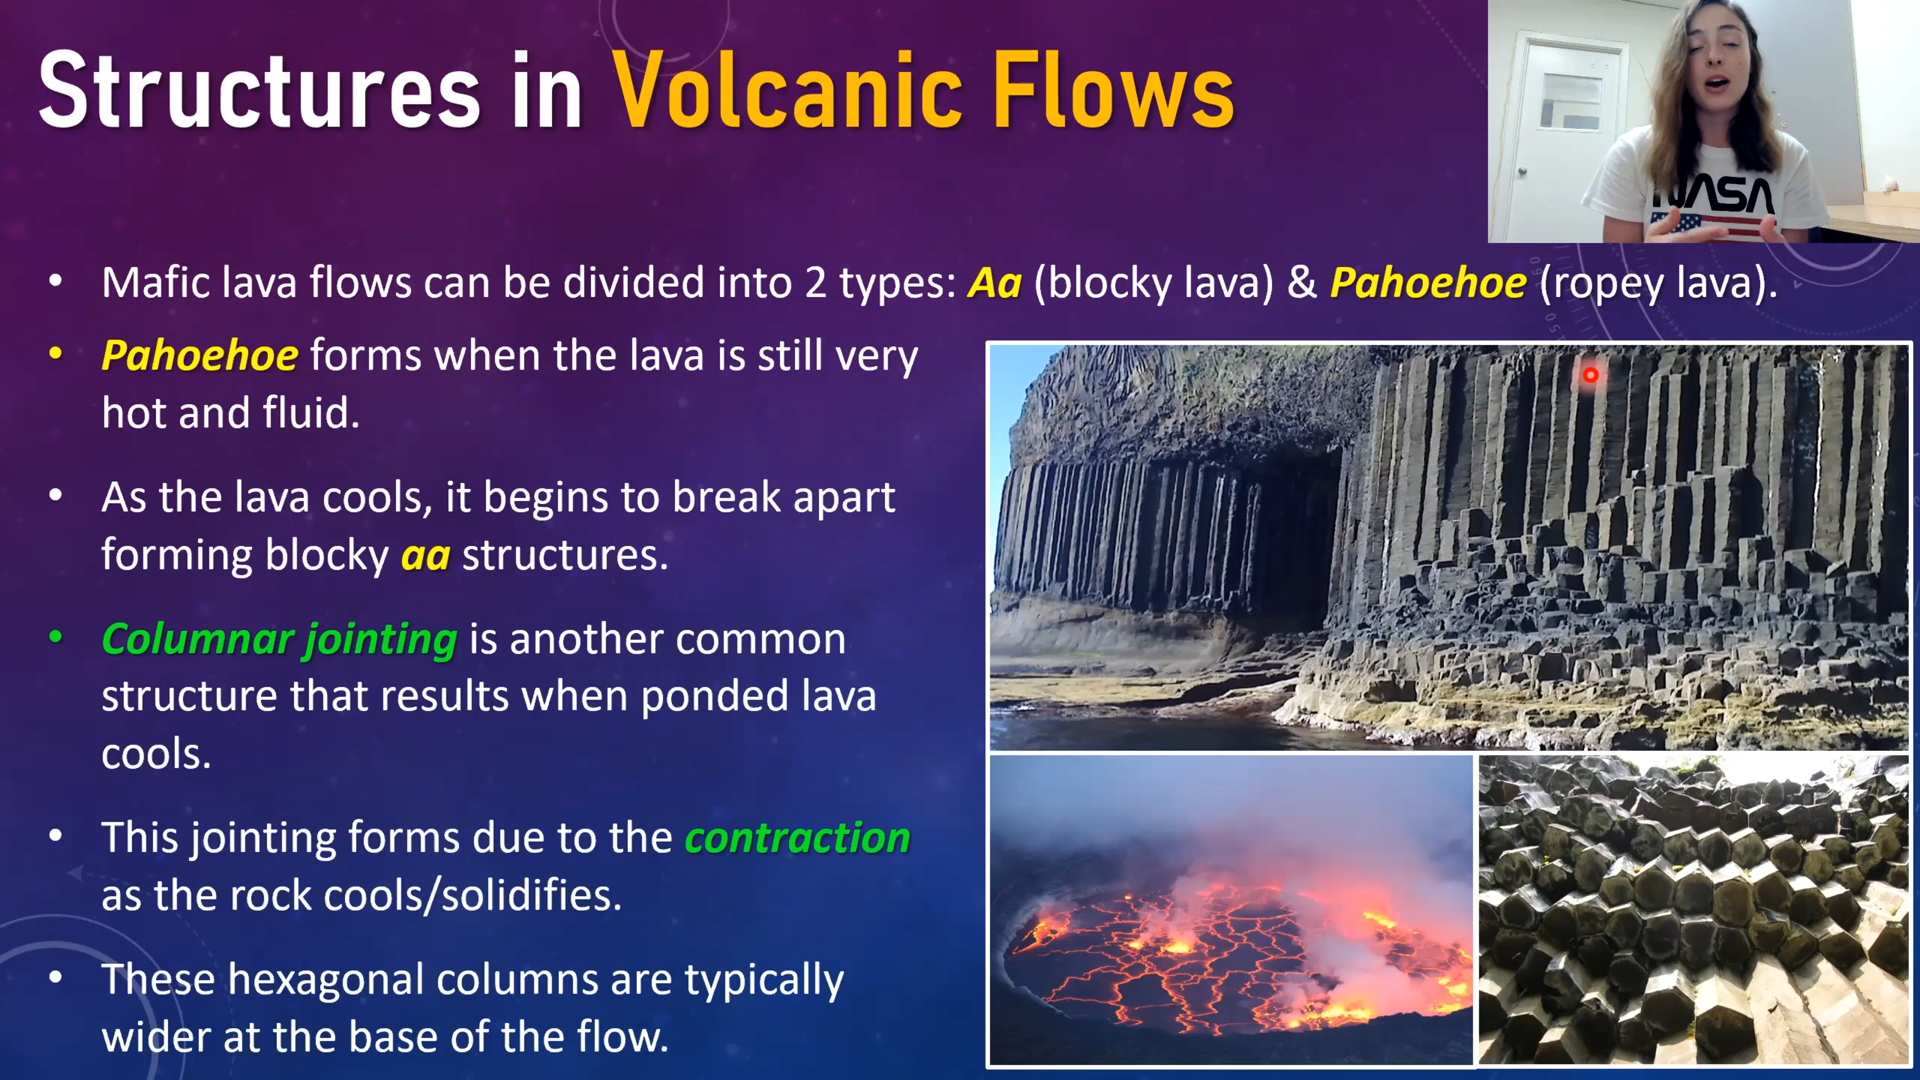 Structures in Volcanic Flows
NASA
• Mafic lava flows can be divided into 2 types: Aa (blocky lava) & Pahoehoe (ropey lava).
• Pahoehoe forms when the lava is still very
hot and fluid.
• As the lava cools, it begins to break apart
forming blocky aa structures.
• Columnar jointing is another common
structure that results when ponded lava
cools.
• This jointing forms due to the contraction
as the rock cools/solidifies.
• These hexagonal columns are typically
wider at the base of the flow.